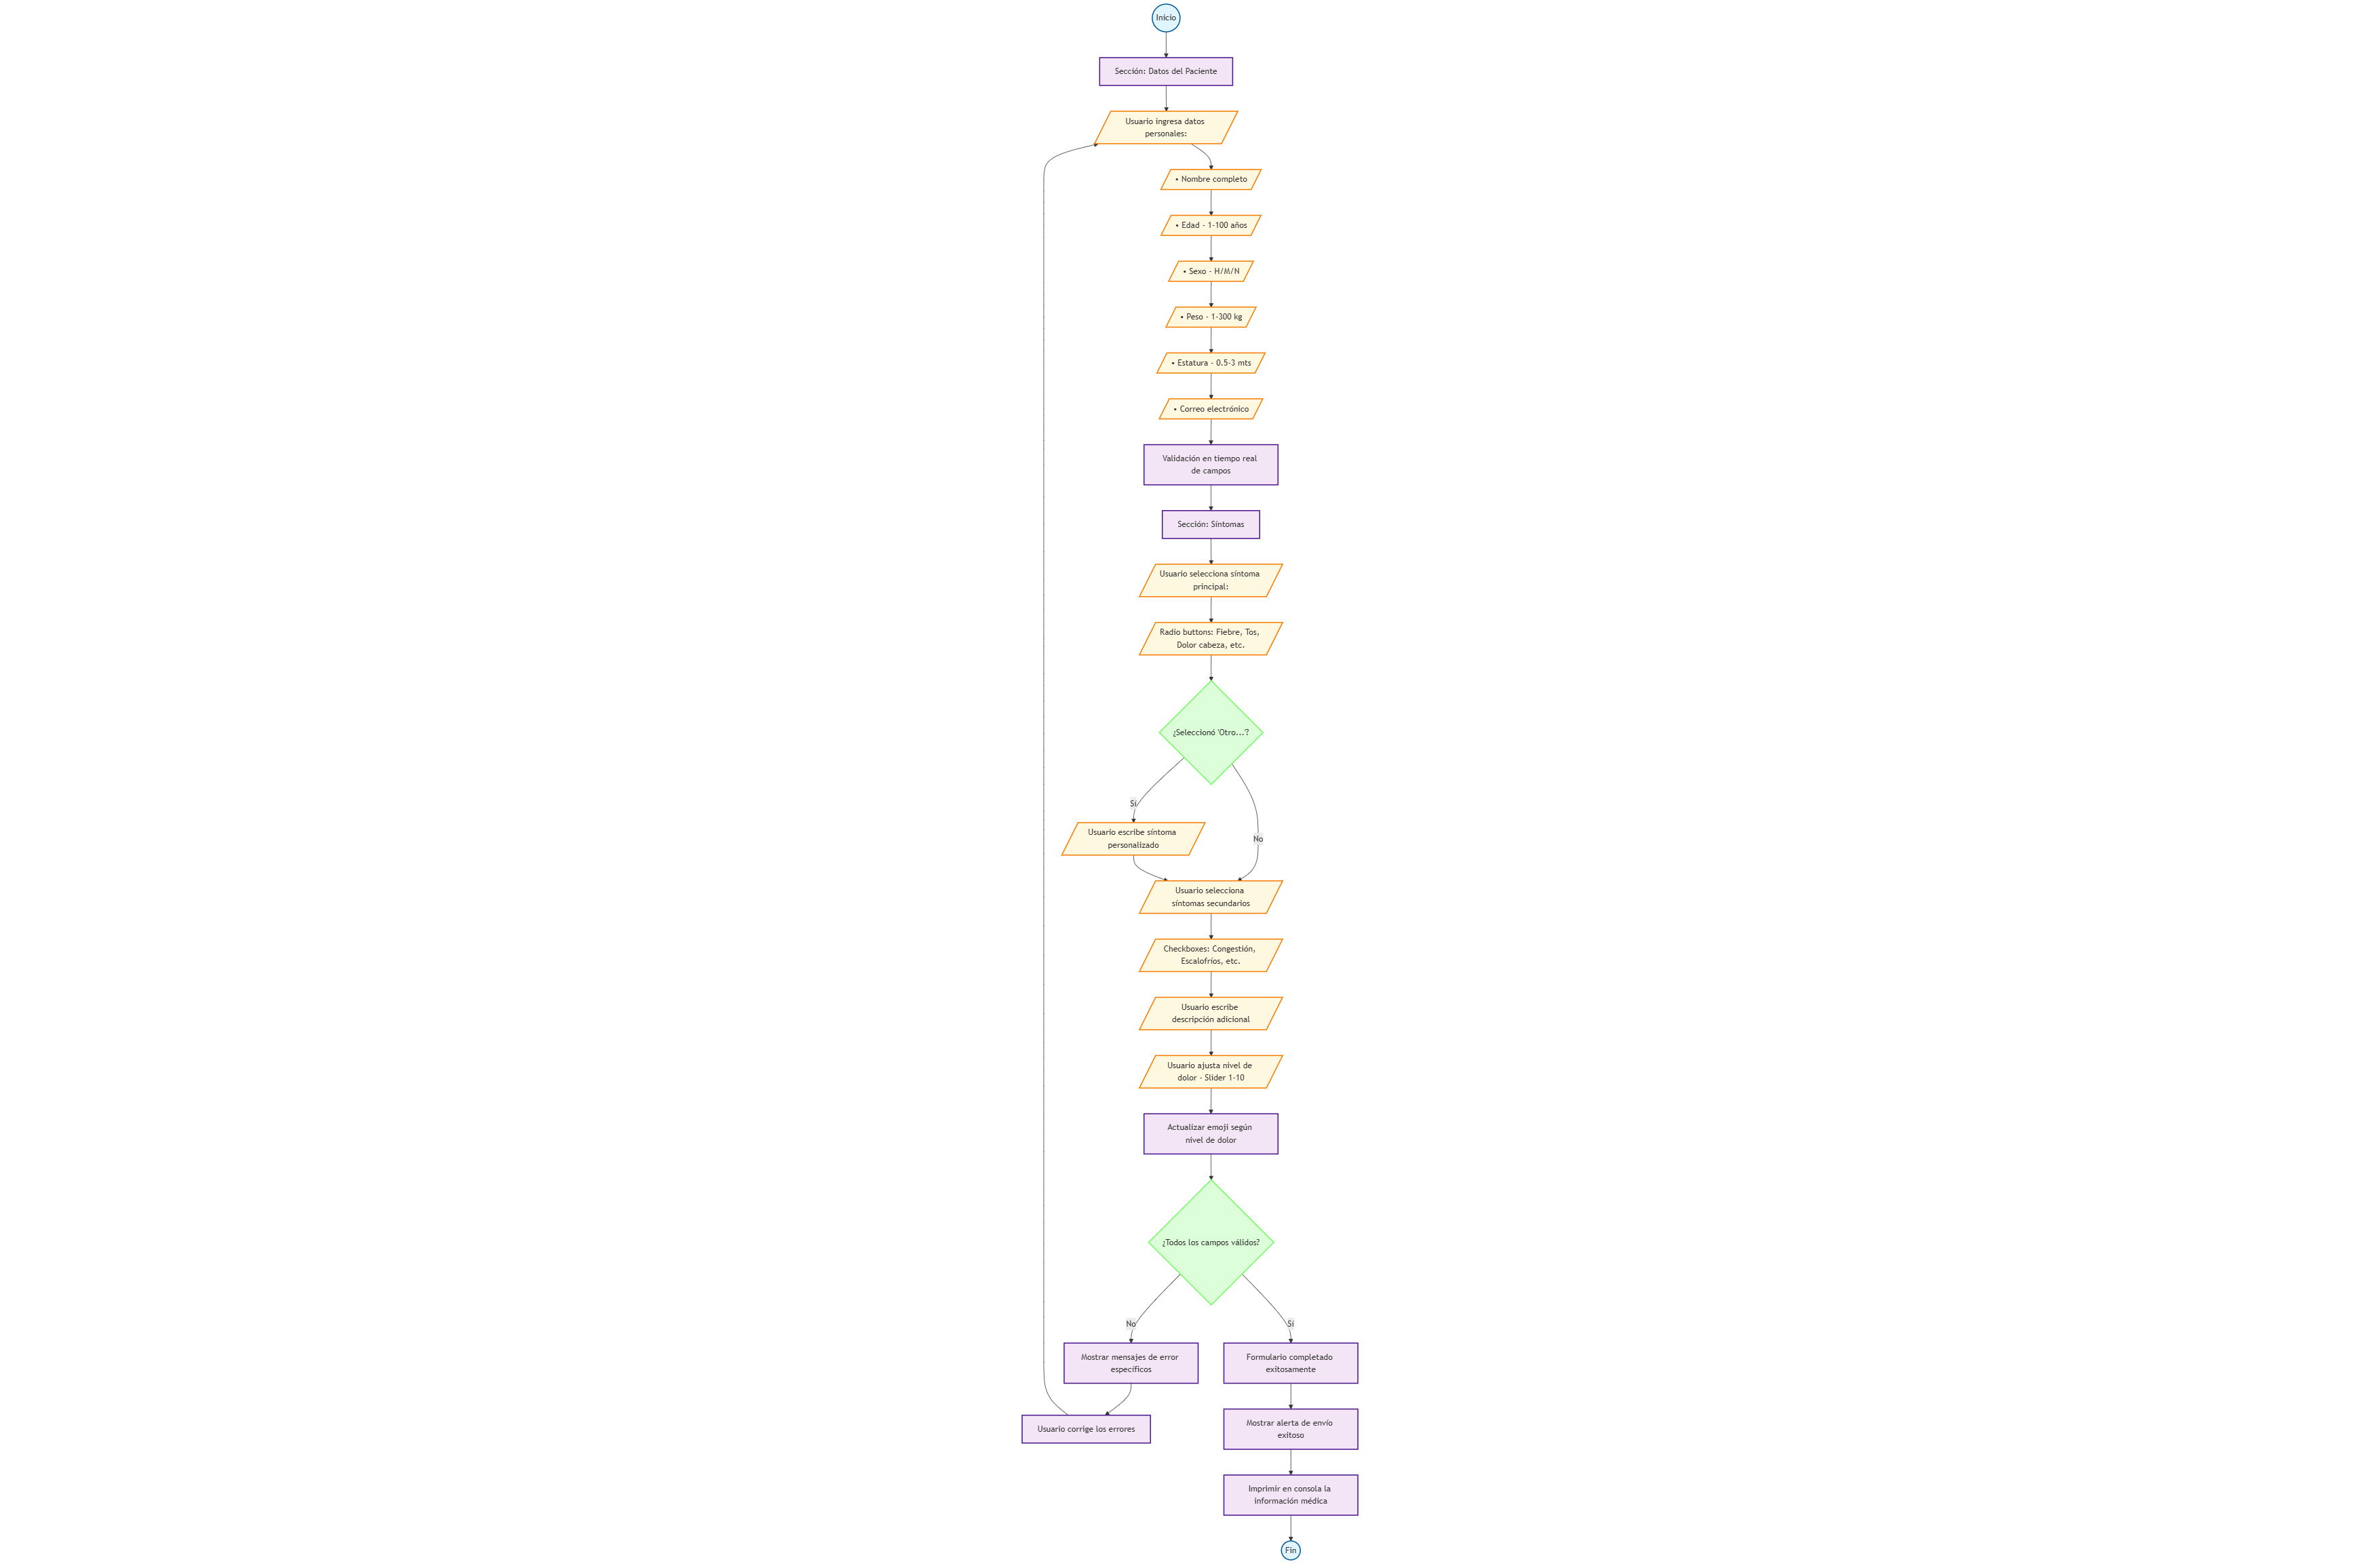 Inicio
Sección: Datos del Paciente
Usuario ingresa datos
personales:
• Nombre completo
• Edad - 1-100 años
• Sexo - H/M/N
• Peso - 1-300 kg
• Estatura - 0.5-3 mts
• Correo electrónico
Validación en tiempo real
de campos
Sección: Síntomas
Usuario selecciona síntoma
principal:
Radio buttons: Fiebre, Tos,
Dolor cabeza, etc.
¿Seleccionó 'Otro...'?
Sí
No
Usuario escribe síntoma
personalizado
Usuario selecciona
síntomas secundarios
Checkboxes: Congestión,
Escalofríos, etc.
Usuario escribe
descripción adicional
Usuario ajusta nivel de
dolor - Slider 1-10
Actualizar emoji según
nivel de dolor
¿Todos los campos válidos?
No
Sí
Mostrar mensajes de error
específicos
Formulario completado
exitosamente
Usuario corrige los errores
Mostrar alerta de envío
exitoso
Imprimir en consola la
información médica
Fin